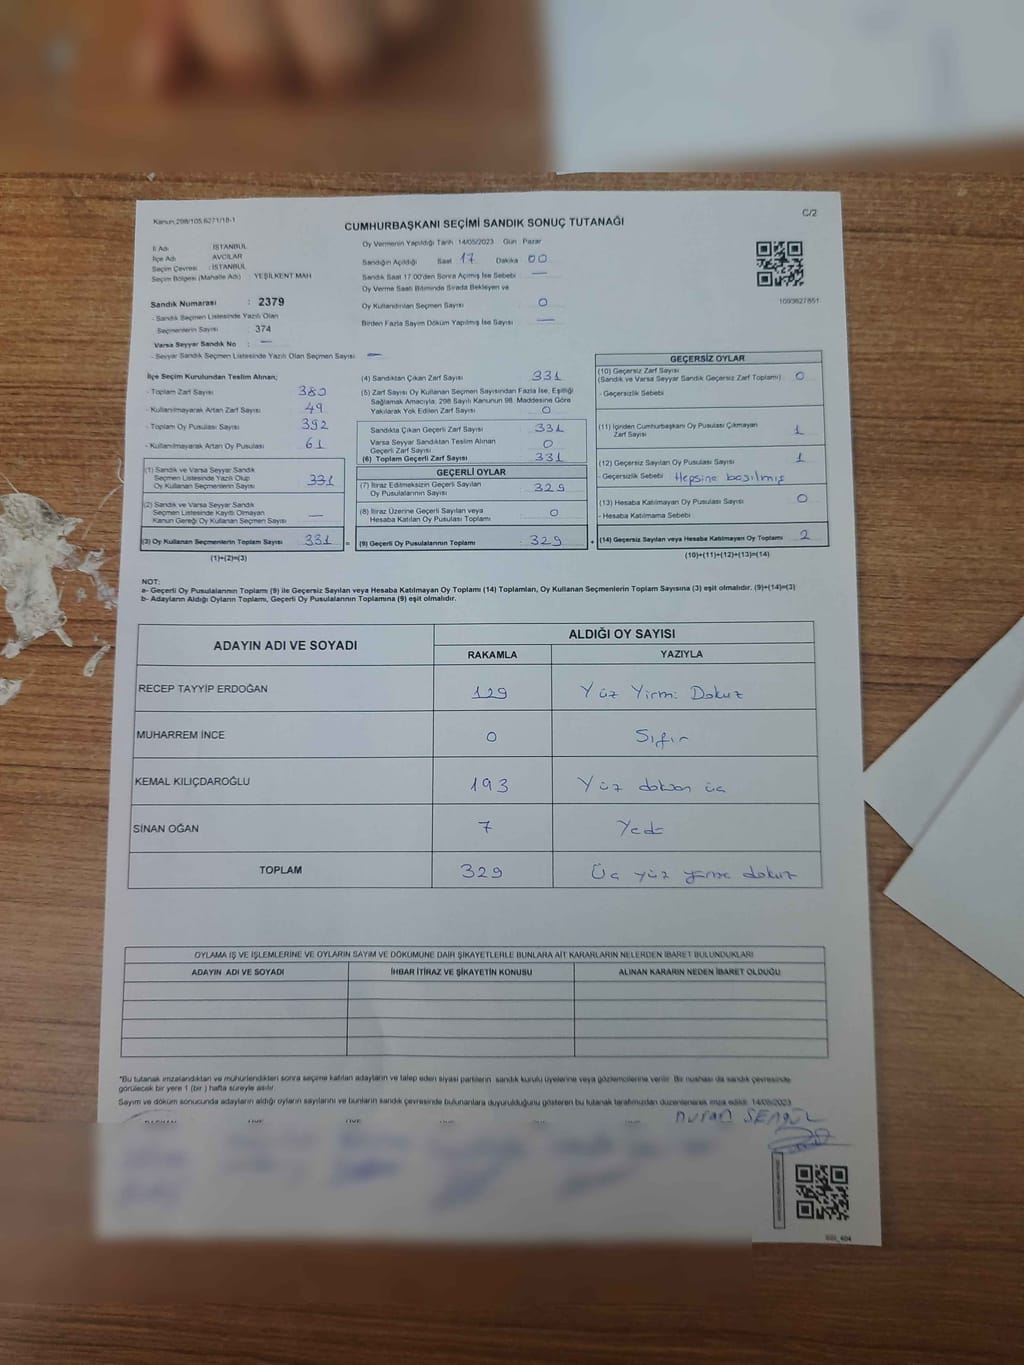 Kanun 298/105,6271/18-1
C/2
CUMHURBAŞKANI SEÇİMİ SANDIK SONUÇ TUTANAĞI
İl Adı : İSTANBUL
İlçe Adı : AVCILAR
Seçim Çevresi : İSTANBUL
Seçim Bölgesi (Mahalle Adı) : YEŞİLKENT MAH
Oy Vermenin Yapıldığı Tarih 14/05/2023 Gün Pazar
Sandığın Açıldığı Saat 17 Dakika 00
Sandık Saat 17:00'den Sonra Açılmış İse Sebebi —
Oy Verme Saati Bitiminde Sırada Bekleyen ve
Oy Kullandırılan Seçmen Sayısı 0
Birden Fazla Sayım Döküm Yapılmış İse Sayısı —
1093627851
Sandık Numarası : 2379
- Sandık Seçmen Listesinde Yazılı Olan
Seçmenlerin Sayısı : 374
Varsa Seyyar Sandık No : —
- Seyyar Sandık Seçmen Listesinde Yazılı Olan Seçmen Sayısı : —
İlçe Seçim Kurulundan Teslim Alınan;
- Toplam Zarf Sayısı 380
- Kullanılmayarak Artan Zarf Sayısı 49
- Toplam Oy Pusulası Sayısı 392
- Kullanılmayarak Artan Oy Pusulası 61
(1) Sandık ve Varsa Seyyar Sandık
Seçmen Listesinde Yazılı Olup
Oy Kullanan Seçmenlerin Sayısı 331
(2) Sandık ve Varsa Seyyar Sandık
Seçmen Listesinde Kayıtlı Olmayan
Kanun Gereği Oy Kullanan Seçmen Sayısı —
(3) Oy Kullanan Seçmenlerin Toplam Sayısı 331
(1)+(2)=(3)
(4) Sandıktan Çıkan Zarf Sayısı 331
(5) Zarf Sayısı Oy Kullanan Seçmen Sayısından Fazla İse, Eşitliği
Sağlamak Amacıyla, 298 Sayılı Kanunun 98. Maddesine Göre
Yakılarak Yok Edilen Zarf Sayısı 0
Sandıkta Çıkan Geçerli Zarf Sayısı 331
Varsa Seyyar Sandıktan Teslim Alınan
Geçerli Zarf Sayısı 0
(6) Toplam Geçerli Zarf Sayısı 331
GEÇERLİ OYLAR
(7) İtiraz Edilmeksizin Geçerli Sayılan
Oy Pusulalarının Sayısı 329
(8) İtiraz Üzerine Geçerli Sayılan veya
Hesaba Katılan Oy Pusulası Toplamı 0
= (9) Geçerli Oy Pusulalarının Toplamı 329
GEÇERSİZ OYLAR
(10) Geçersiz Zarf Sayısı
(Sandık ve Varsa Seyyar Sandık Geçersiz Zarf Toplamı) 0
- Geçersizlik Sebebi
(11) İçinden Cumhurbaşkanı Oy Pusulası Çıkmayan
Zarf Sayısı 1
(12) Geçersiz Sayılan Oy Pusulası Sayısı 1
- Geçersizlik Sebebi : Hepsine basılmış
(13) Hesaba Katılmayan Oy Pusulası Sayısı 0
- Hesaba Katılmama Sebebi
+ (14) Geçersiz Sayılan veya Hesaba Katılmayan Oy Toplamı 2
(10)+(11)+(12)+(13)=(14)
NOT:
a- Geçerli Oy Pusulalarının Toplamı (9) ile Geçersiz Sayılan veya Hesaba Katılmayan Oy Toplamı (14) Toplamları, Oy Kullanan Seçmenlerin Toplam Sayısına (3) eşit olmalıdır. (9)+(14)=(3)
b- Adayların Aldığı Oyların Toplamı, Geçerli Oy Pusulalarının Toplamına (9) eşit olmalıdır.
ADAYIN ADI VE SOYADI ALDIĞI OY SAYISI
RAKAMLA YAZIYLA
RECEP TAYYİP ERDOĞAN 129 Yüz Yirmi Dokuz
MUHARREM İNCE 0 Sıfır
KEMAL KILIÇDAROĞLU 193 Yüz doksan üç
SİNAN OĞAN 7 Yedi
TOPLAM 329 Üç yüz yirmi dokuz
OYLAMA İŞ VE İŞLEMLERİNE VE OYLARIN SAYIM VE DÖKÜMÜNE DAİR ŞİKAYETLERLE BUNLARA AİT KARARLARIN NELERDEN İBARET BULUNDUKLARI
ADAYIN ADI VE SOYADI İHBAR İTİRAZ VE ŞİKAYETİN KONUSU ALINAN KARARIN NEDEN İBARET OLDUĞU
*Bu tutanak imzalandıktan ve mühürlendikten sonra seçime katılan adayların ve talep eden siyasi partilerin sandık kurulu üyelerine veya gözlemcilerine verilir. Bir nüshası da sandık çevresinde
görülecek bir yere 1 (bir ) hafta süreyle asılır.
Sayım ve döküm sonucunda adayların aldığı oyların sayılarını ve bunların sandık çevresinde bulunanlara duyurulduğunu gösteren bu tutanak tarafımızdan düzenlenerek imza edildi. 14/05/2023